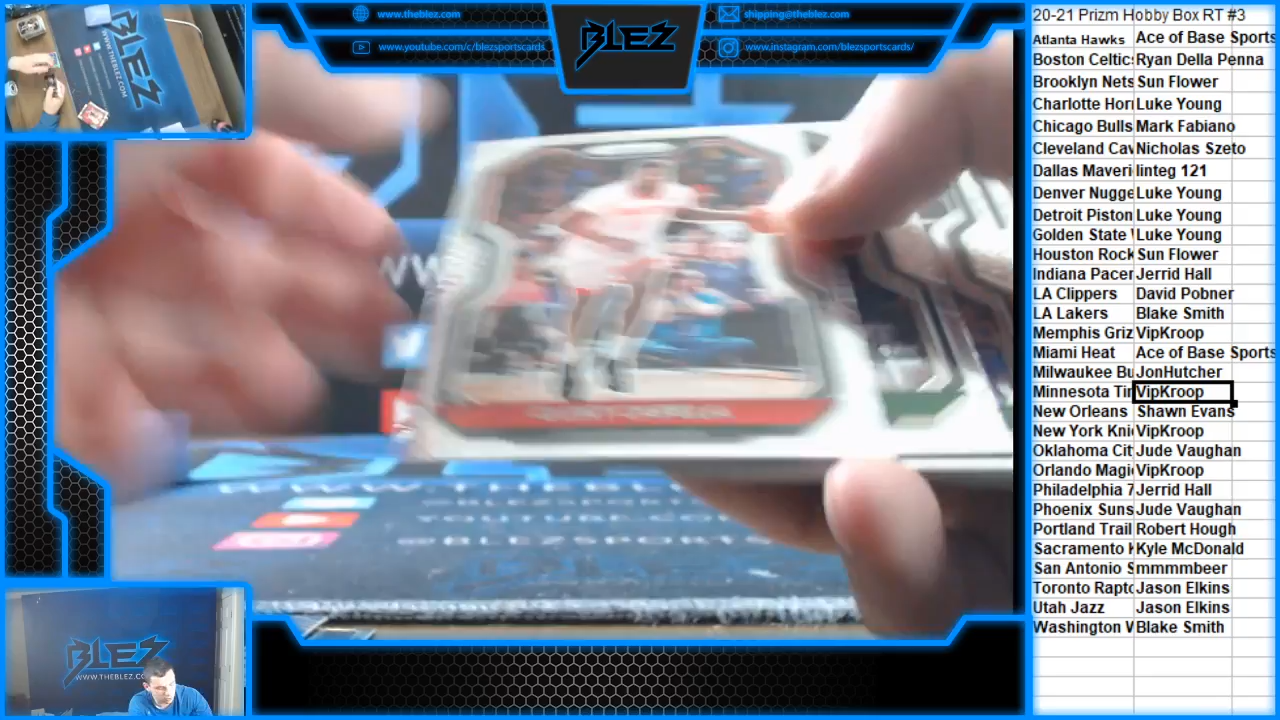 www.theblez.com
www.youtube.com/c/blezsportscards
BLEZ
shipping@theblez.com
www.instagram.com/blezsportscards/
20-21 Prizm Hobby Box RT #3
Atlanta Hawks Ace of Base Sports
Boston Celtics Ryan Della Penna
Brooklyn Nets Sun Flower
Charlotte Hor Luke Young
Chicago Bulls Mark Fabiano
Cleveland Cav Nicholas Szeto
Dallas Maveri linteg 121
Denver Nugge Luke Young
Detroit Piston Luke Young
Golden State Luke Young
Houston Rock Sun Flower
Indiana Pacer Jerrid Hall
LA Clippers David Pobner
LA Lakers Blake Smith
Memphis Griz VipKroop
Miami Heat Ace of Base Sports
Milwaukee Bu JonHutcher
Minnesota Ti VipKroop
New Orleans Shawn Evans
New York Kni VipKroop
Oklahoma Cit Jude Vaughan
Orlando Magi VipKroop
Philadelphia 7 Jerrid Hall
Phoenix Suns Jude Vaughan
Portland Trail Robert Hough
Sacramento K Kyle McDonald
San Antonio S mmmmbeer
Toronto Rapto Jason Elkins
Utah Jazz Jason Elkins
Washington W Blake Smith
BLEZ
BLEZ
WWW.THEBLEZ.CO